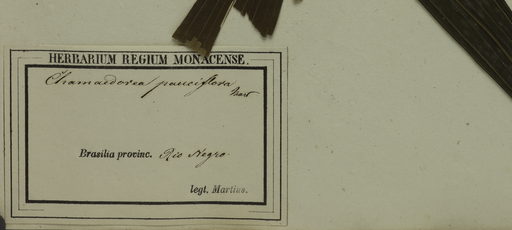 HERBARIUM REGIUM MONACENSE.
Chamaedorea pauciflora
Mart
Brasilia provinc. Rio Negro.
legt. Martius.